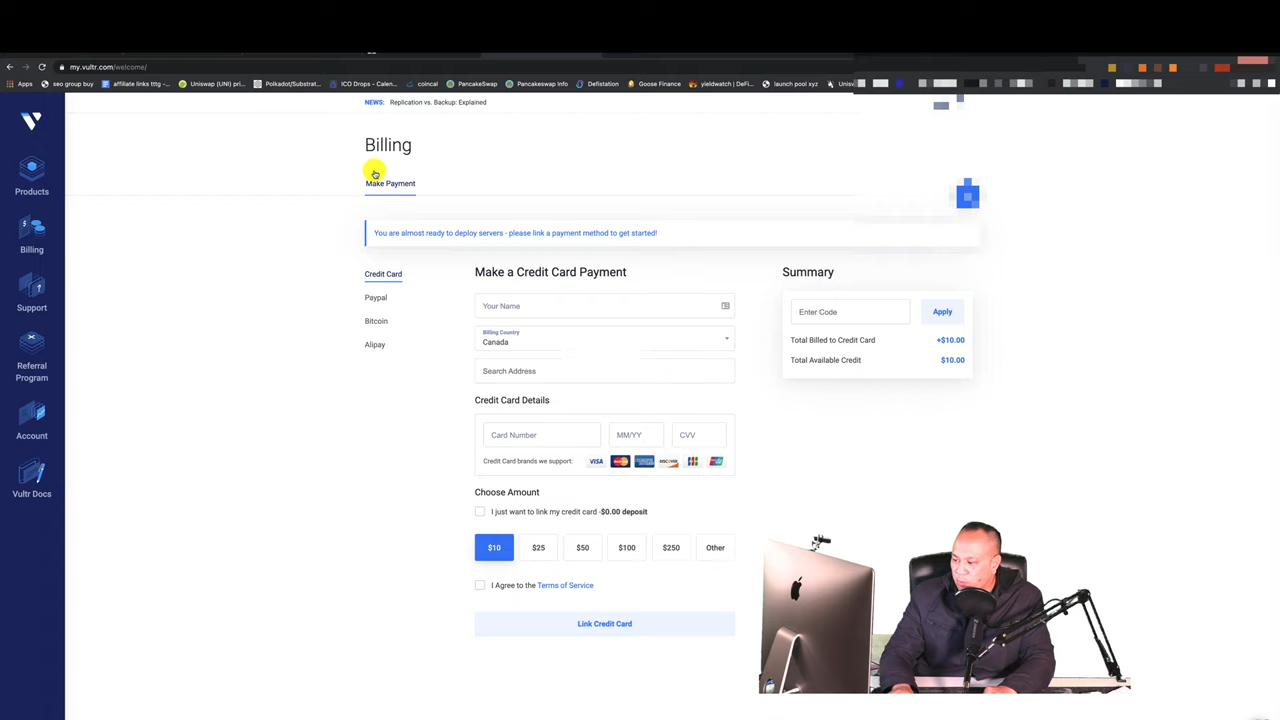 my.vultr.com/welcome/
Apps seo group buy affiliate links tttg -... Uniswap (UNI) pri... Polkadot/Substrat... ICO Drops - Calen... coincal PancakeSwap Pancakeswap Info Defistation Goose Finance yieldwatch | DeFi... launch pool xyz Unisw
NEWS: Replication vs. Backup: Explained
Billing
Make Payment
Products
Billing
Support
Referral
Program
Account
Vultr Docs
You are almost ready to deploy servers - please link a payment method to get started!
Credit Card
Paypal
Bitcoin
Alipay
Make a Credit Card Payment
Your Name
Billing Country
Canada
Search Address
Credit Card Details
Card Number MM/YY CVV
Credit Card brands we support: VISA
DISCOVER
Choose Amount
I just want to link my credit card -$0.00 deposit
$10 $25 $50 $100 $250 Other
I Agree to the Terms of Service
Link Credit Card
Summary
Enter Code Apply
Total Billed to Credit Card +$10.00
Total Available Credit $10.00